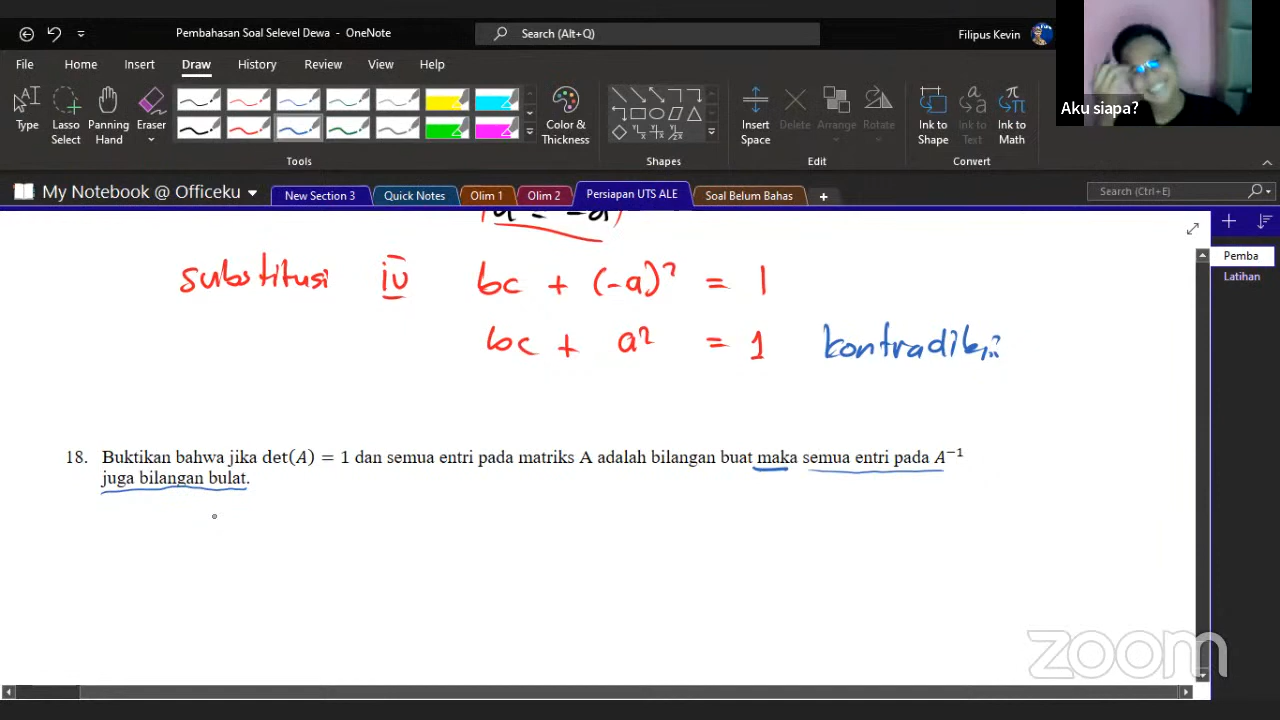 Pembahasan Soal Selevel Dewa - OneNote
Search (Alt+Q)
Filipus Kevin
File Home Insert Draw History Review View Help
Aku siapa?
Type
Lasso Select
Panning Hand
Eraser
Color & Thickness
Insert Space
Delete
Arrange
Rotate
Ink to Shape
Ink to Text
Ink to Math
Tools
Shapes
Edit
Convert
My Notebook @ Officeku
New Section 3
Quick Notes
Olim 1
Olim 2
Persiapan UTS ALE
Soal Belum Bahas
Search (Ctrl+E)
Pemba
Latihan
substitusi iv bc + (-a)² = 1
bc + a² = 1 kontradiksi
18. Buktikan bahwa jika det(A) = 1 dan semua entri pada matriks A adalah bilangan buat maka semua entri pada A⁻¹
juga bilangan bulat.
zoom